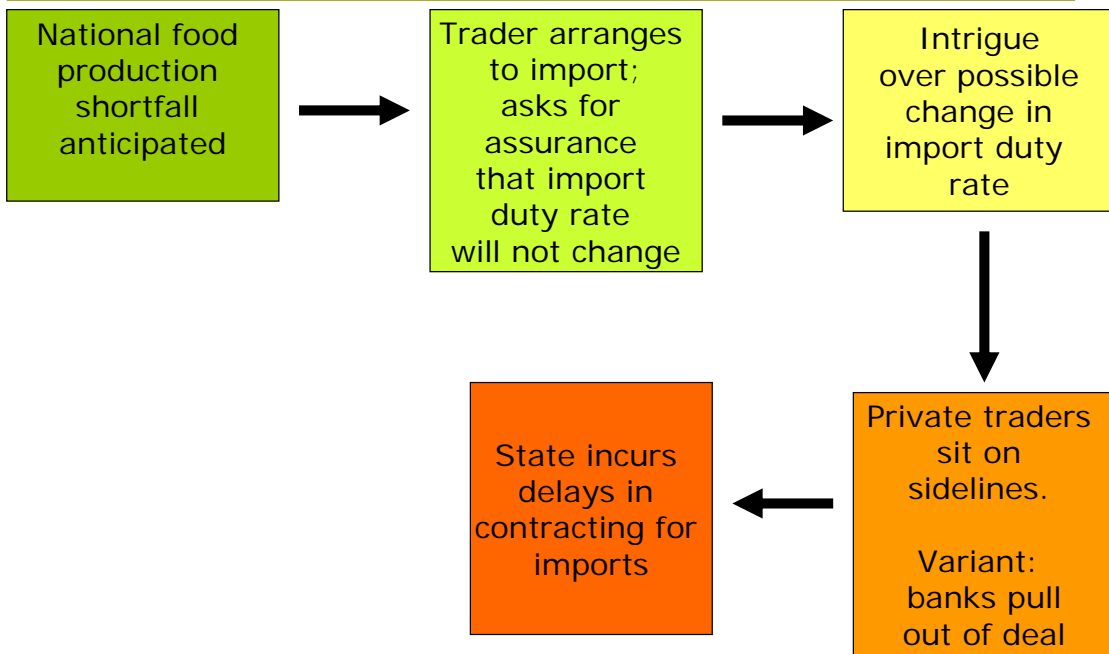 National food
production
shortfall
anticipated
Trader arranges
to import;
asks for
assurance
that import
duty rate
will not change
Intrigue
over possible
change in
import duty
rate
Private traders
sit on
sidelines.
Variant:
banks pull
out of deal
State incurs
delays in
contracting for
imports